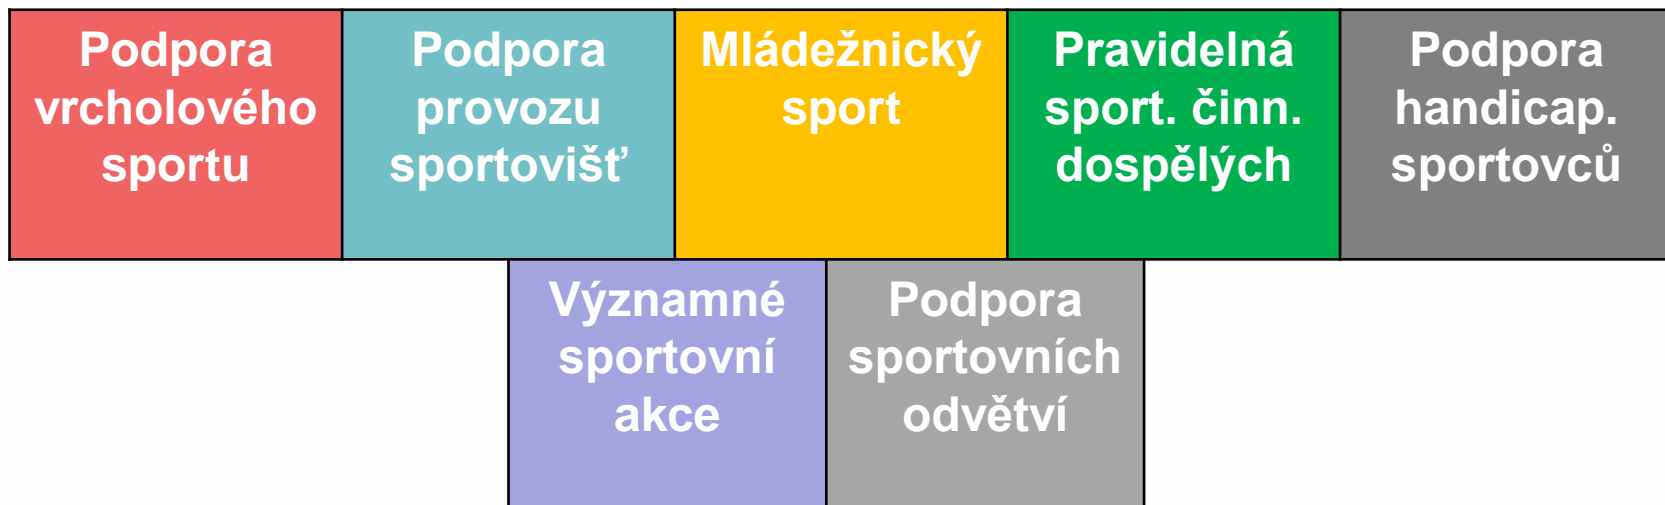 Podpora
vrcholového
sportu
Podpora
provozu
sportovišť
Mládežnický
sport
Pravidelná
sport. činn.
dospělých
Podpora
handicap.
sportovců
Významné
sportovní
akce
Podpora
sportovních
odvětví